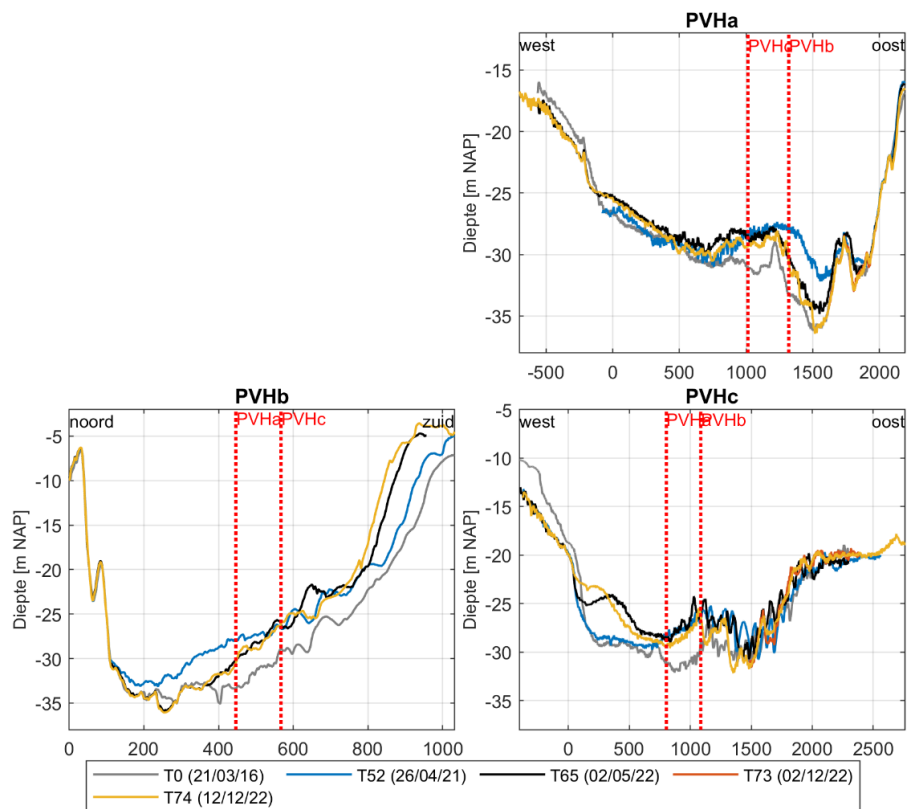 PVHa
west
PVHc
PVHb
oost
Diepte [m NAP]
-15
-20
-25
-30
-35
-500
0
500
1000
1500
2000
PVHb
noord
PVHa
PVHc
zuid
Diepte [m NAP]
-5
-10
-15
-20
-25
-30
-35
0
200
400
600
800
1000
PVHc
west
PVHa
PVHb
oost
Diepte [m NAP]
-5
-10
-15
-20
-25
-30
-35
0
500
1000
1500
2000
2500
T0 (21/03/16)
T52 (26/04/21)
T65 (02/05/22)
T73 (02/12/22)
T74 (12/12/22)